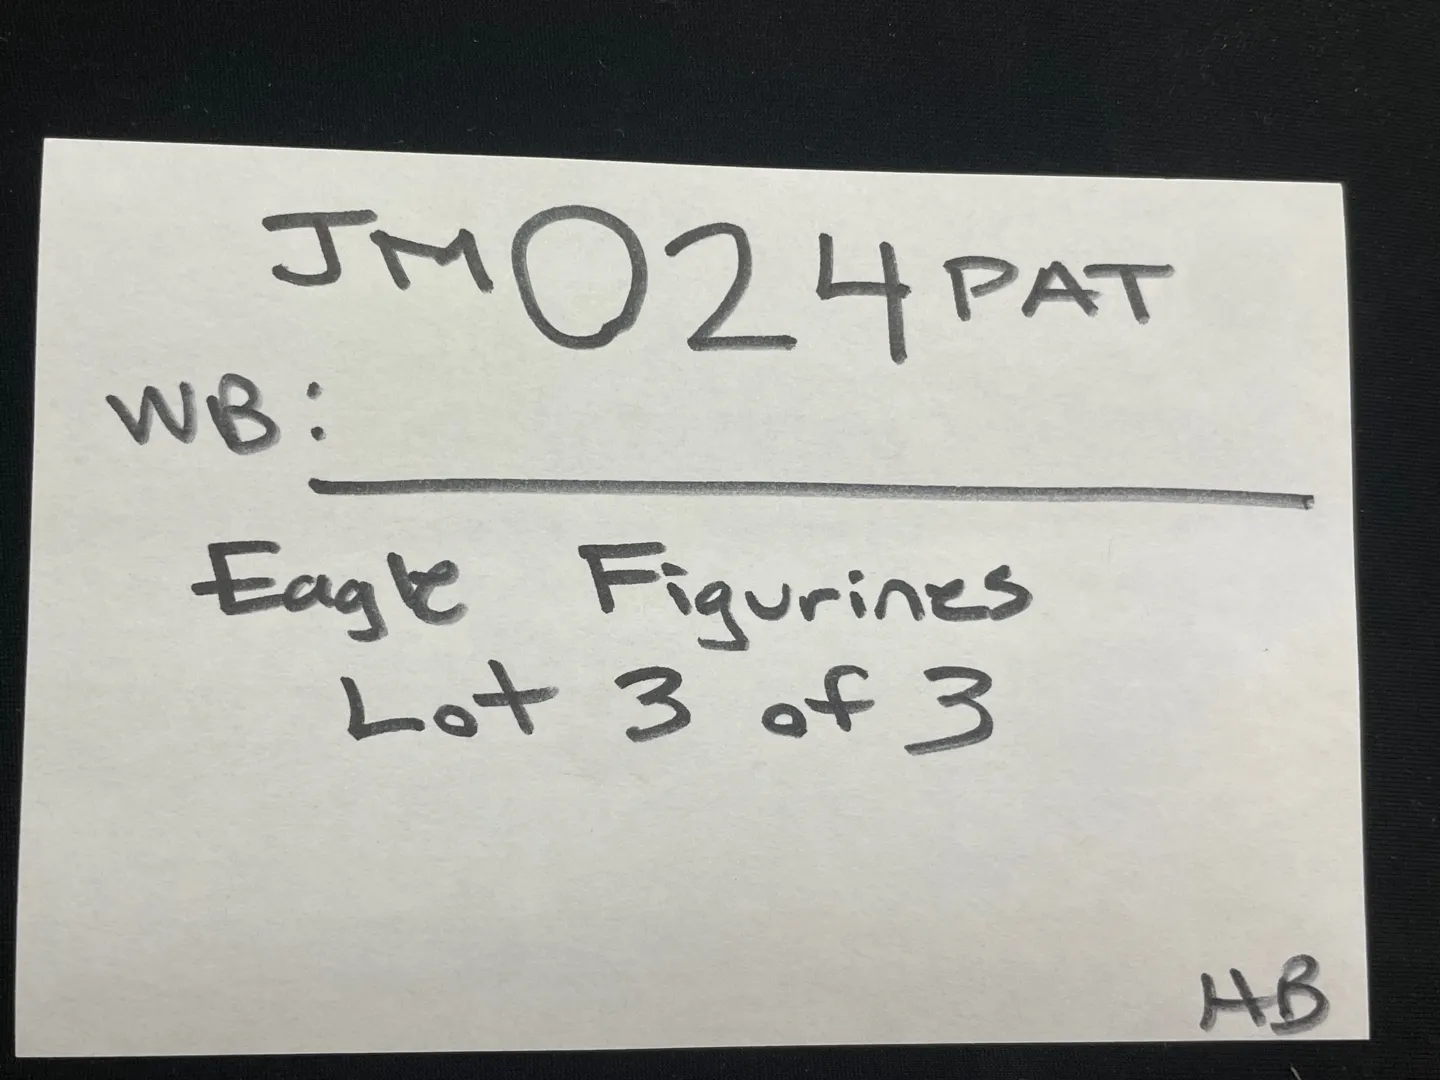 JM024PAT
WB:
Eagle Figurines
Lot 3 of 3
HB